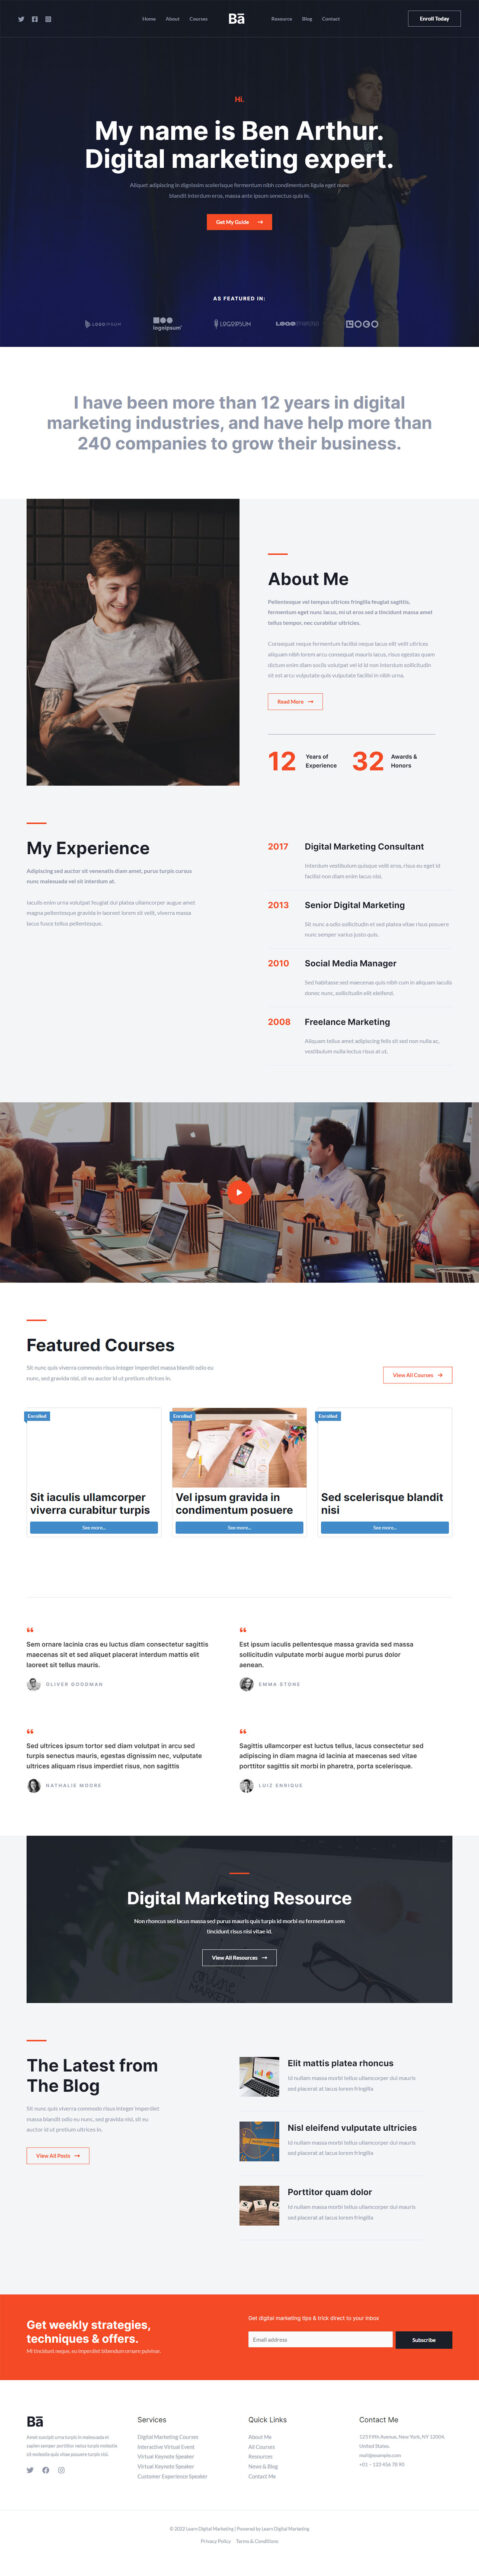 Home About Courses Bā Resource Blog Contact Enroll Today
Hi.
My name is Ben Arthur.
Digital marketing expert.
Aliquet adipiscing in dignissim scelerisque fermentum nibh condimentum ligula eget nunc
blandit interdum eros, massa ante ipsum senectus quis in.
Get My Guide
AS FEATURED IN:
LOGOIPSUM
logoipsum
LOGOIPSUM
LOGO
I have been more than 12 years in digital
marketing industries, and have help more than
240 companies to grow their business.
About Me
Pellentesque vel tempus ultrices fringilla feugiat sagittis,
fermentum eget nunc lacus, mi ut eros sed a tincidunt massa amet
tellus tempor, nec curabitur ultricies.
Consequat neque fermentum facilisi neque lacus elit velit ultrices
aliquam nibh lorem arcu consequat mauris lacus, risus egestas quam
dictum enim diam sociis volutpat vel id id non interdum sollicitudin
sit est arcu vulputate quis vulputate facilisi in nibh urna.
Read More
12 Years of
Experience
32 Awards &
Honors
My Experience
Adipiscing sed auctor sit venenatis diam amet, purus turpis cursus
nunc malesuada vel sit interdum at.
Iaculis enim urna volutpat feugiat dui platea ullamcorper augue amet
magna pellentesque gravida in laoreet lorem sit velit, viverra massa
lacus fusce tellus pellentesque.
2017 Digital Marketing Consultant
Interdum vestibulum quisque velit eros, risus eu eget id
facilisi non diam enim lacus nisi.
2013 Senior Digital Marketing
Sit nunc a odio sollicitudin et sed platea vitae risus posuere
nunc semper varius justo quis.
2010 Social Media Manager
Sed habitasse sed maecenas quis nibh cum in aliquam iaculis
donec nunc, sollicitudin elit eleifend.
2008 Freelance Marketing
Aliquam tellus amet adipiscing felis sit sed non nulla ac,
vestibulum nulla lectus risus at ut.
Featured Courses
Sit nunc quis viverra commodo risus integer imperdiet massa blandit odio eu
nunc, sed gravida nisl, sit eu auctor id ut pretium ultrices in.
View All Courses
Enrolled
Sit iaculis ullamcorper
viverra curabitur turpis
See more...
Enrolled
Vel ipsum gravida in
condimentum posuere
See more...
Enrolled
Sed scelerisque blandit
nisi
See more...
Sem ornare lacinia cras eu luctus diam consectetur sagittis
maecenas sit et sed aliquet placerat interdum mattis elit
laoreet sit tellus mauris.
OLIVER GOODMAN
Est ipsum iaculis pellentesque massa gravida sed massa
sollicitudin vulputate morbi augue morbi purus dolor
aenean.
EMMA STONE
Sed ultrices ipsum tortor sed diam volutpat in arcu sed
turpis senectus mauris, egestas dignissim nec, vulputate
ultrices aliquam risus imperdiet risus, non sagittis
NATHALIE MOORE
Sagittis ullamcorper est luctus tellus, lacus consectetur sed
adipiscing in diam magna id lacinia at maecenas sed vitae
porttitor sagittis sit morbi in pharetra, porta scelerisque.
LUIZ ENRIQUE
Digital Marketing Resource
Non rhoncus sed lacus massa sed purus mauris quis turpis id morbi eu fermentum sem
tincidunt risus nisi vitae id.
View All Resources
The Latest from
The Blog
Sit nunc quis viverra commodo risus integer imperdiet
massa blandit odio eu nunc, sed gravida nisl, sit eu
auctor id ut pretium ultrices in.
View All Posts
Elit mattis platea rhoncus
Id nullam massa morbi tellus ullamcorper dui mauris
sed placerat at lacus lorem fringilla
Nisl eleifend vulputate ultricies
Id nullam massa morbi tellus ullamcorper dui mauris
sed placerat at lacus lorem fringilla
SEO
Porttitor quam dolor
Id nullam massa morbi tellus ullamcorper dui mauris
sed placerat at lacus lorem fringilla
Get weekly strategies,
techniques & offers.
Mi tincidunt neque, eu imperdiet bibendum ornare pulvinar.
Get digital marketing tips & trick direct to your inbox
Email address
Subscribe
Bā
Amet suscipit urna turpis in malesuada in
sapien semper porttitor metus turpis molestie
sit molestie quis vitae posuere turpis nisl.
Services
Digital Marketing Courses
Interactive Virtual Event
Virtual Keynote Speaker
Virtual Keynote Speaker
Customer Experience Speaker
Quick Links
About Me
All Courses
Resources
News & Blog
Contact Me
Contact Me
123 Fifth Avenue, New York, NY 12004,
United States.
mail@example.com
+01 – 123 456 78 90
© 2022 Learn Digital Marketing | Powered by Learn Digital Marketing
Privacy Policy Terms & Conditions